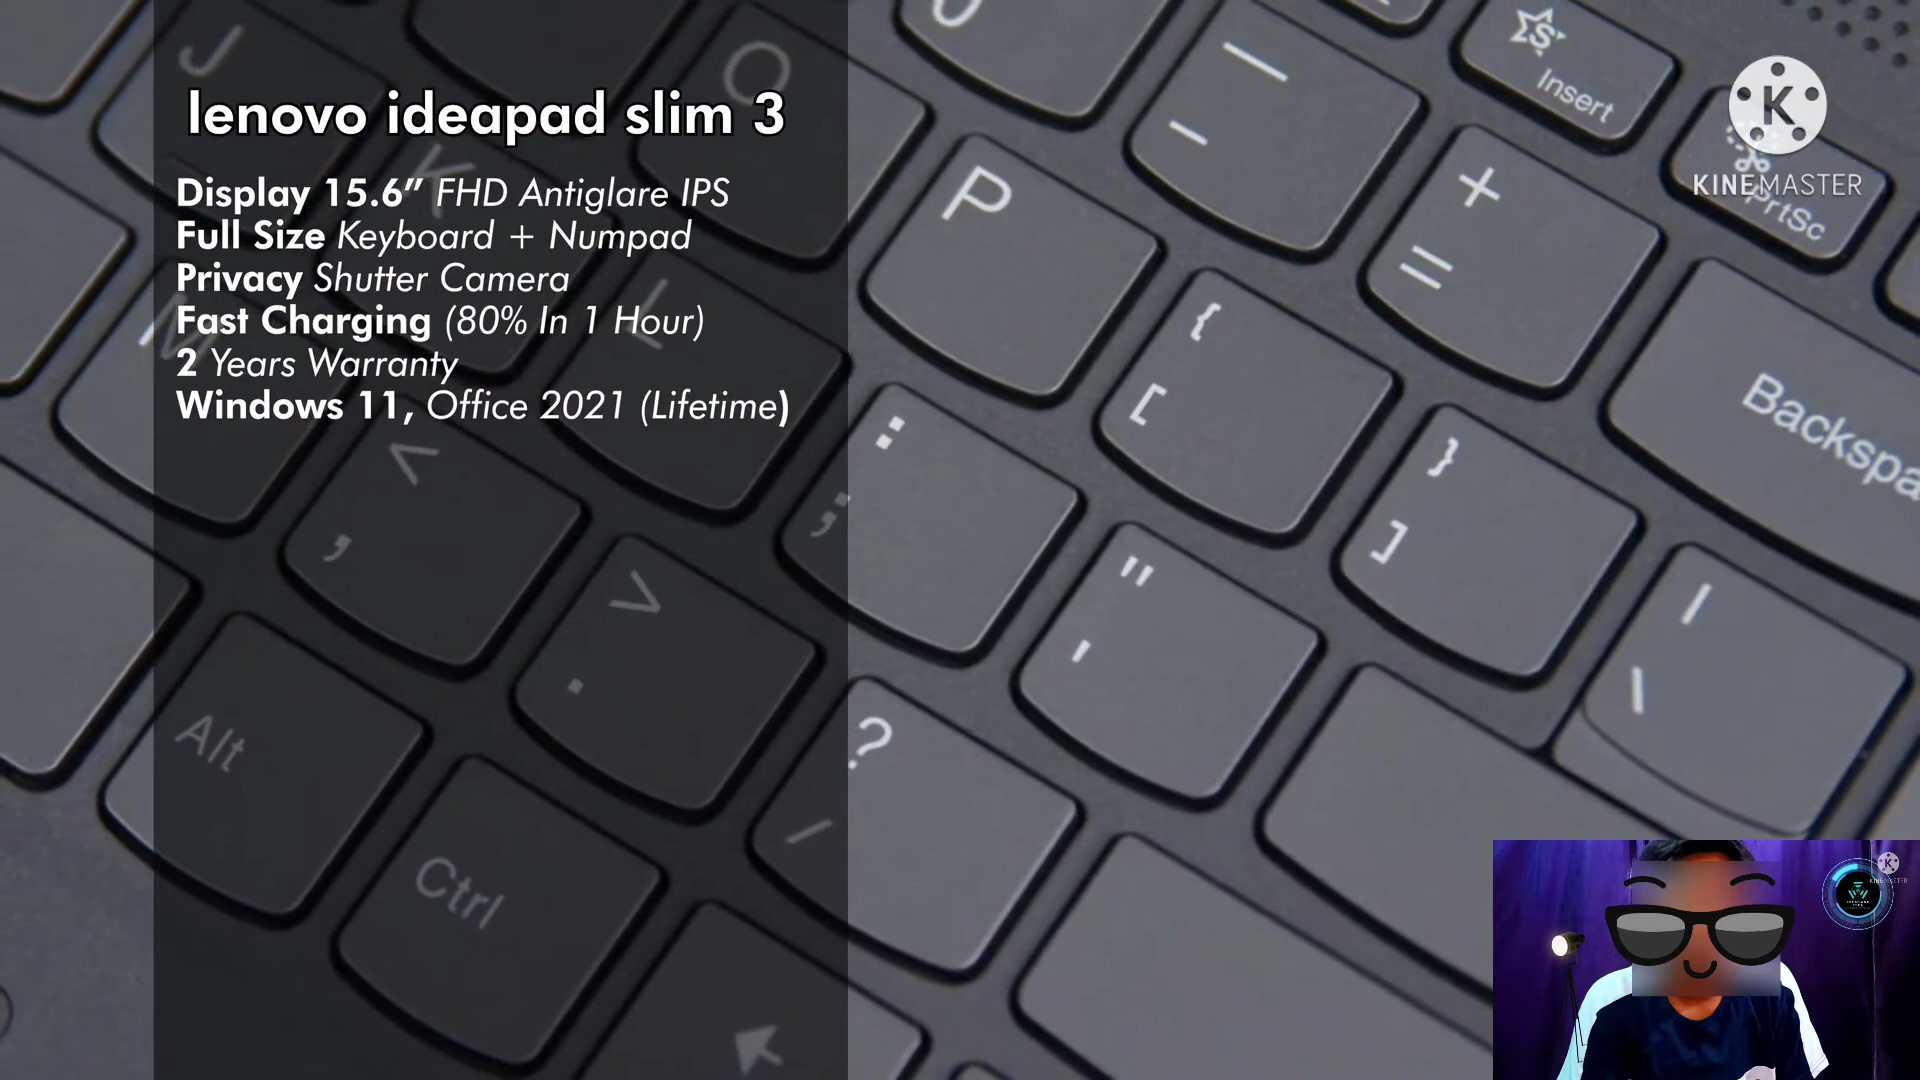 lenovo ideapad slim 3
Display 15.6” FHD Antiglare IPS
Full Size Keyboard + Numpad
Privacy Shutter Camera
Fast Charging (80% In 1 Hour)
2 Years Warranty
Windows 11, Office 2021 (Lifetime)
J
O
K
L
M
<
,
>
.
Alt
Ctrl
P
:
;
?
/
{
[
"
'
}
]
|
\
+
=
_
-
Insert
PrtSc
Backspa
K
KINEMASTER
K
KINEMASTER